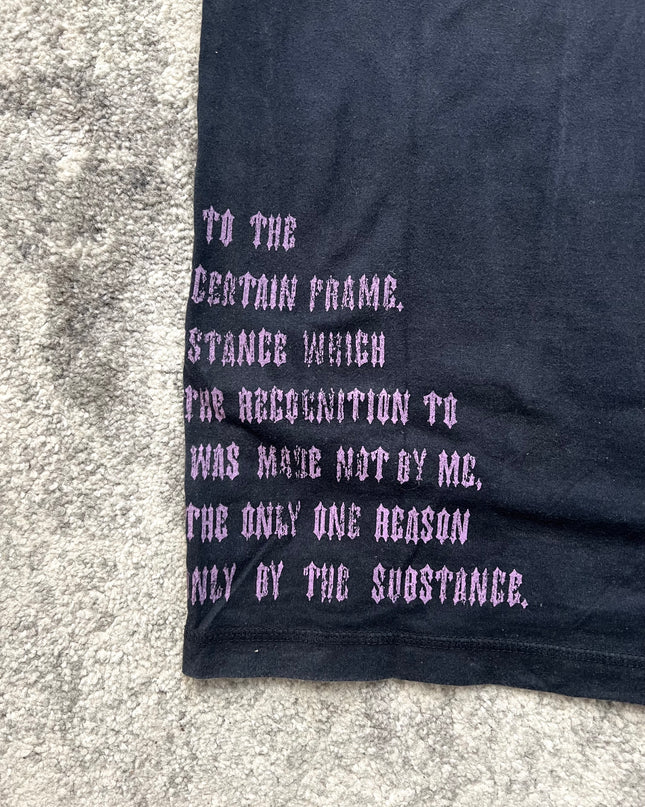 TO THE
CERTAIN FRAME.
STANCE WHICH
THE RECOGNITION TO
WAS MADE NOT BY ME,
THE ONLY ONE REASON
NLY BY THE SUBSTANCE.